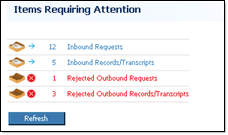 Items Requiring Attention
12 Inbound Requests
5 Inbound Records/Transcripts
1 Rejected Outbound Requests
3 Rejected Outbound Records/Transcripts
Refresh